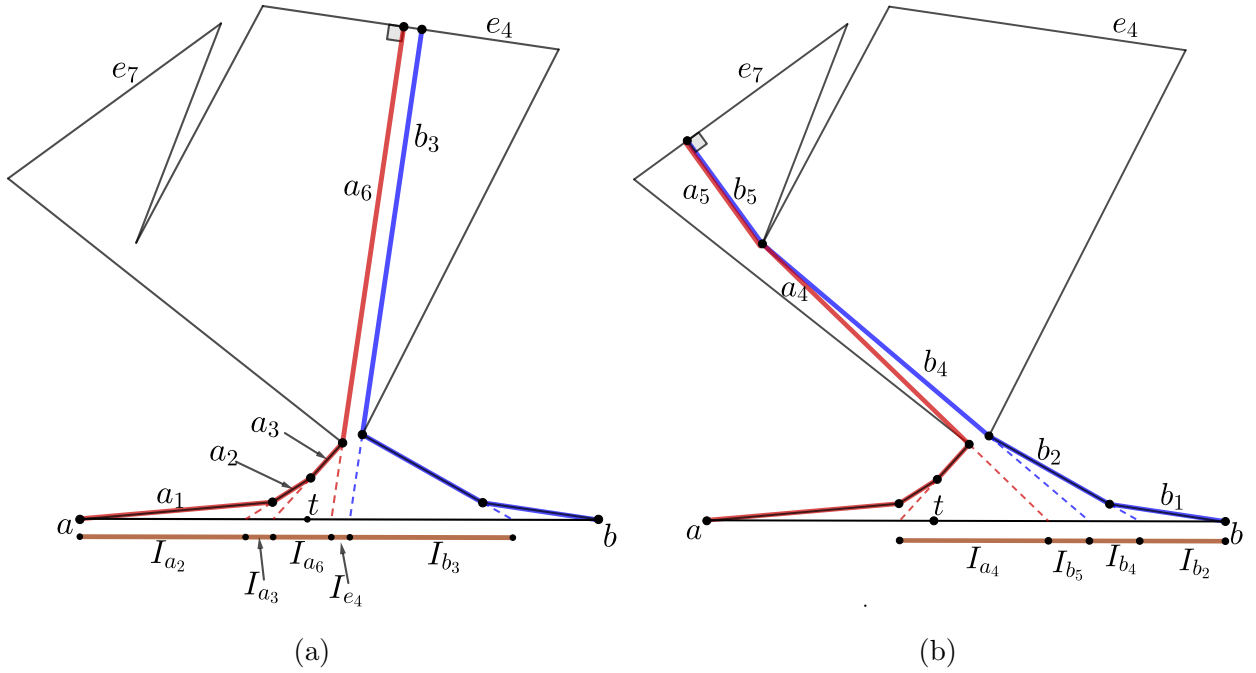 e₄
e₇
b₃
a₆
a₃
a₂
a₁
t
a
b
I_{a₂}
I_{a₆}
I_{b₃}
I_{a₃}
I_{e₄}
(a)
e₄
e₇
a₅
b₅
a₄
b₄
b₂
b₁
t
a
b
I_{a₄}
I_{b₅}
I_{b₄}
I_{b₂}
(b)